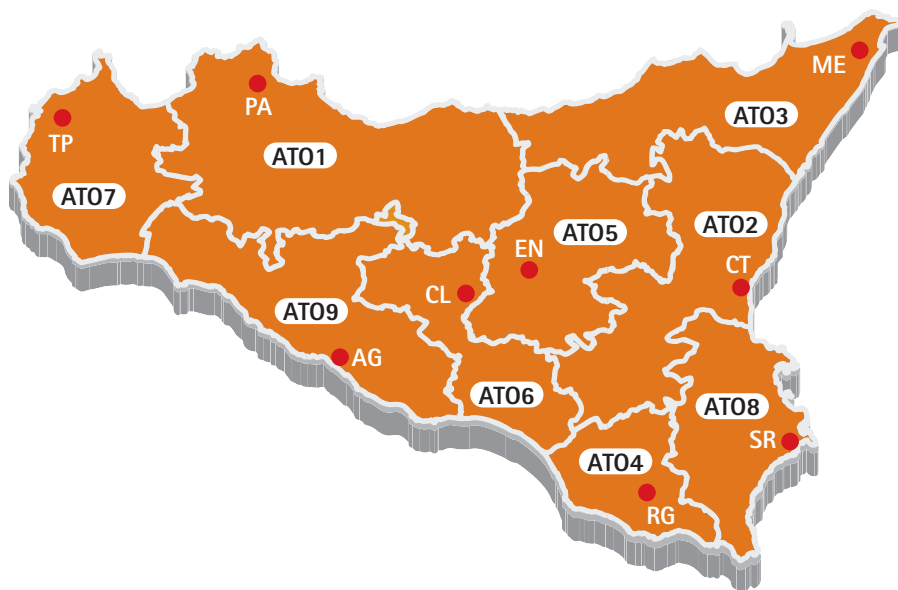 ME
PA
ATO3
TP
ATO1
ATO7
ATO5
ATO2
EN
CT
CL
ATO9
AG
ATO6
ATO8
SR
ATO4
RG